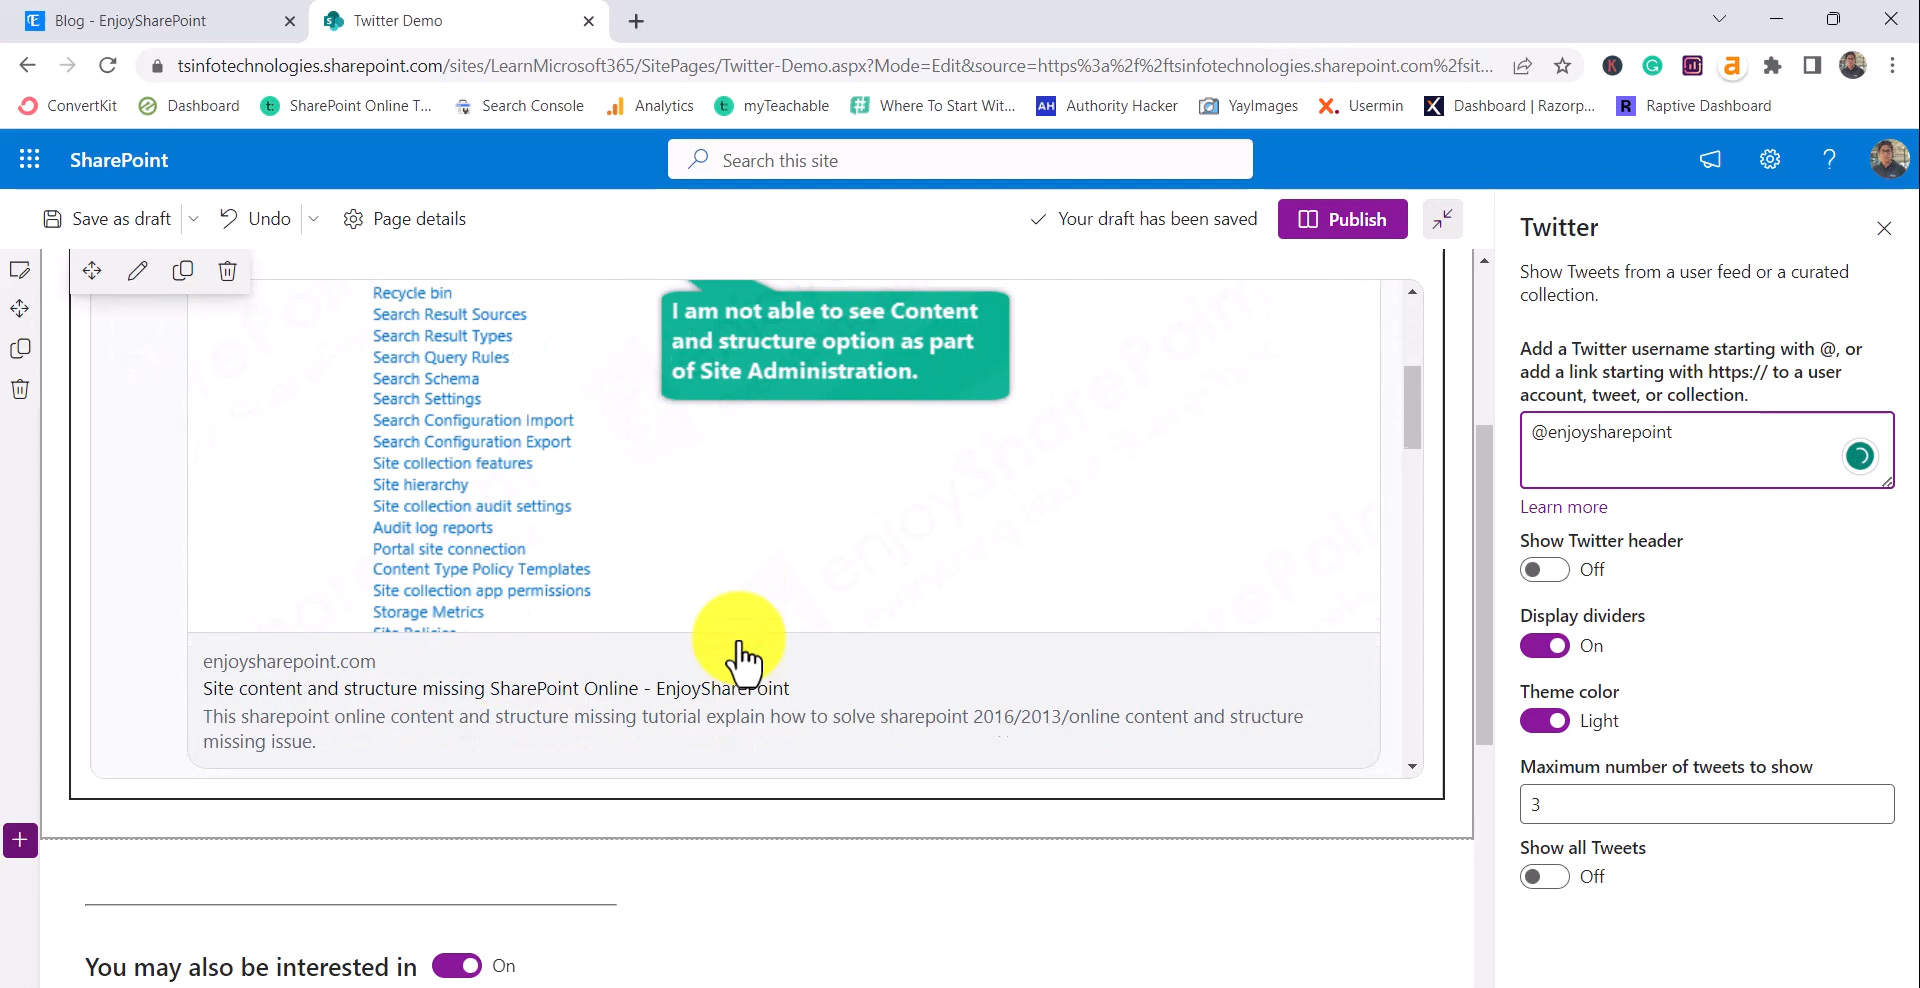 Blog - EnjoySharePoint
Twitter Demo
tsinfotechnologies.sharepoint.com/sites/LearnMicrosoft365/SitePages/Twitter-Demo.aspx?Mode=Edit&source=https%3a%2f%2ftsinfotechnologies.sharepoint.com%2fsit...
ConvertKit
Dashboard
SharePoint Online T...
Search Console
Analytics
myTeachable
Where To Start Wit...
AH Authority Hacker
YayImages
Usermin
Dashboard | Razorp...
R Raptive Dashboard
SharePoint
Search this site
Save as draft
Undo
Page details
Your draft has been saved
Publish
Recycle bin
Search Result Sources
Search Result Types
Search Query Rules
Search Schema
Search Settings
Search Configuration Import
Search Configuration Export
Site collection features
Site hierarchy
Site collection audit settings
Audit log reports
Portal site connection
Content Type Policy Templates
Site collection app permissions
Storage Metrics
Site Policies
I am not able to see Content
and structure option as part
of Site Administration.
enjoysharepoint.com
Site content and structure missing SharePoint Online - EnjoySharePoint
This sharepoint online content and structure missing tutorial explain how to solve sharepoint 2016/2013/online content and structure
missing issue.
You may also be interested in
On
Twitter
Show Tweets from a user feed or a curated
collection.
Add a Twitter username starting with @, or
add a link starting with https:// to a user
account, tweet, or collection.
@enjoysharepoint
Learn more
Show Twitter header
Off
Display dividers
On
Theme color
Light
Maximum number of tweets to show
3
Show all Tweets
Off